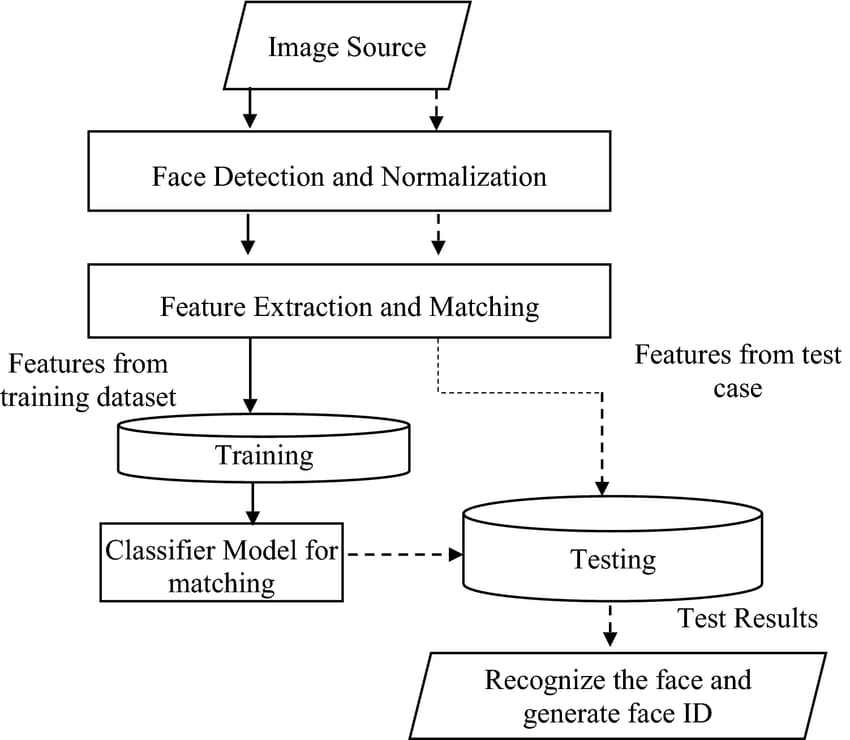 Image Source
Face Detection and Normalization
Feature Extraction and Matching
Features from
training dataset
Features from test
case
Training
Classifier Model for
matching
Testing
Test Results
Recognize the face and
generate face ID